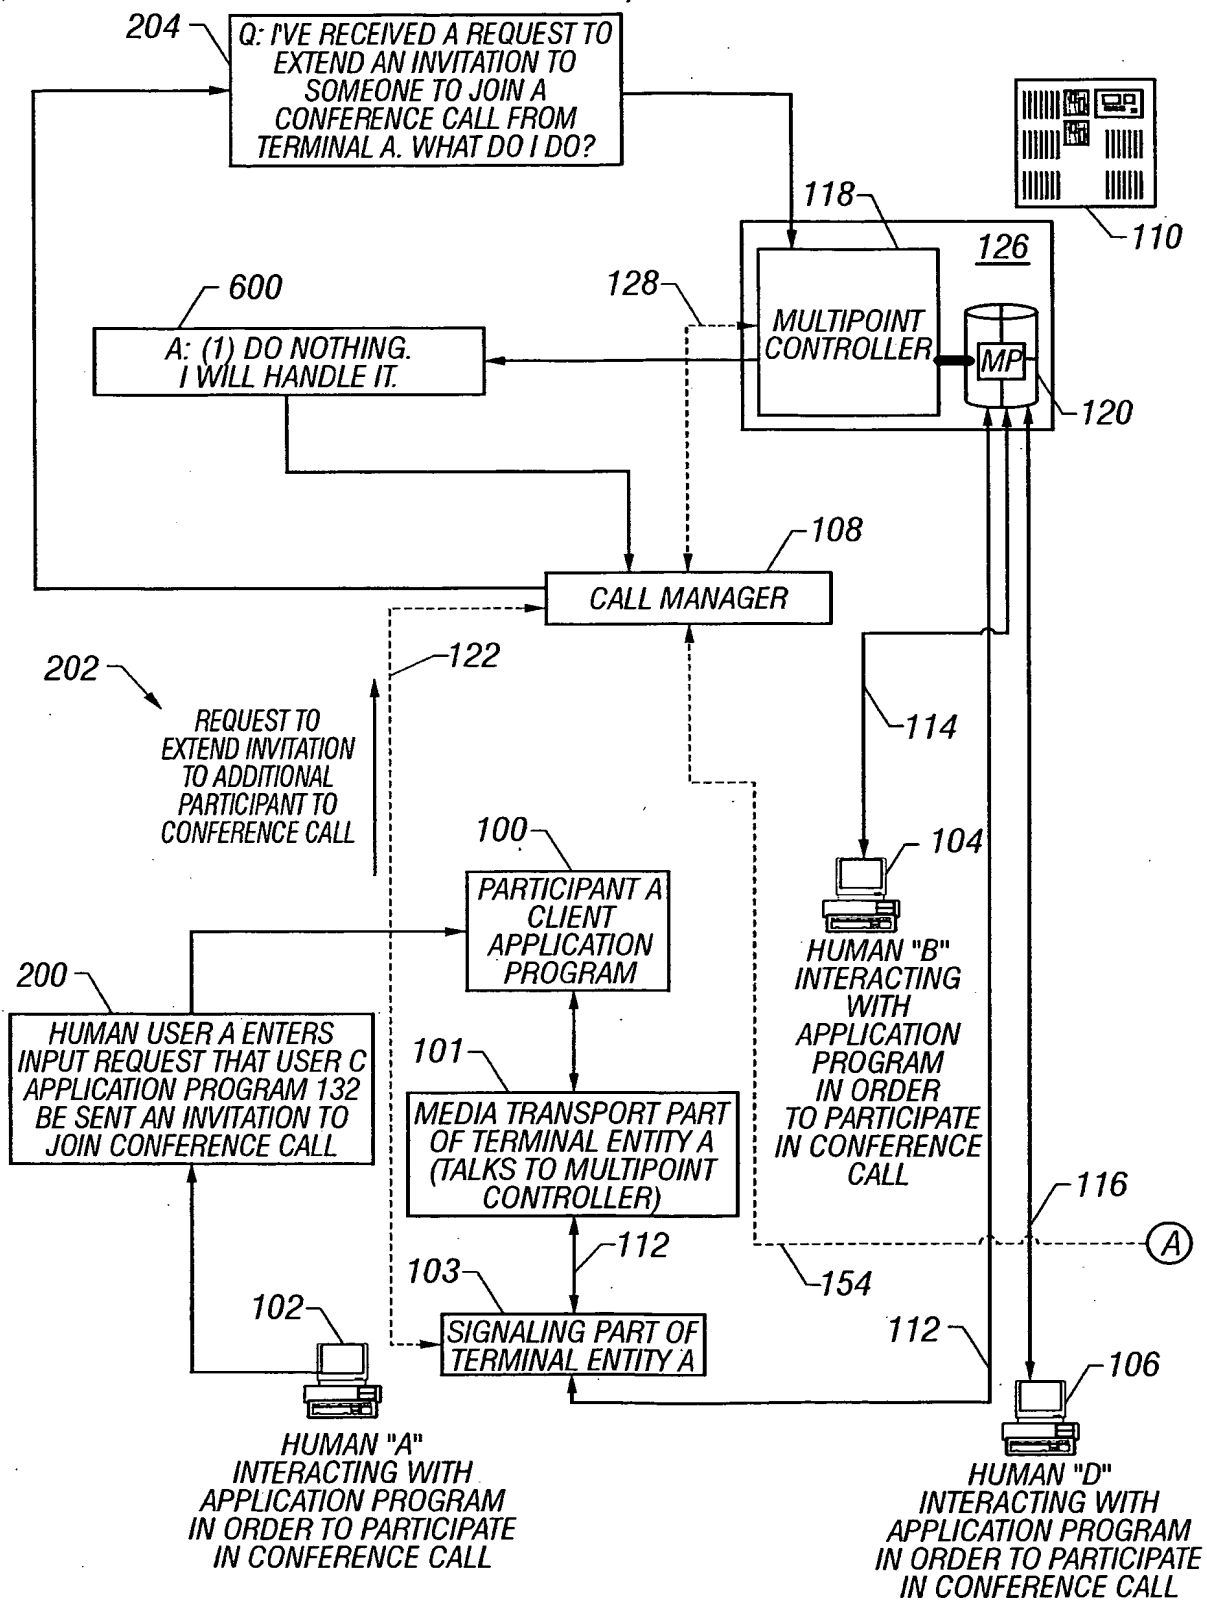 204
Q: I'VE RECEIVED A REQUEST TO
EXTEND AN INVITATION TO
SOMEONE TO JOIN A
CONFERENCE CALL FROM
TERMINAL A. WHAT DO I DO?
110
118
126
128
MULTIPOINT
CONTROLLER
MP
120
600
A: (1) DO NOTHING.
I WILL HANDLE IT.
108
CALL MANAGER
122
202
REQUEST TO
EXTEND INVITATION
TO ADDITIONAL
PARTICIPANT TO
CONFERENCE CALL
114
100
PARTICIPANT A
CLIENT
APPLICATION
PROGRAM
104
HUMAN "B"
INTERACTING
WITH
APPLICATION
PROGRAM
IN ORDER
TO PARTICIPATE
IN CONFERENCE
CALL
200
HUMAN USER A ENTERS
INPUT REQUEST THAT USER C
APPLICATION PROGRAM 132
BE SENT AN INVITATION TO
JOIN CONFERENCE CALL
101
MEDIA TRANSPORT PART
OF TERMINAL ENTITY A
(TALKS TO MULTIPOINT
CONTROLLER)
116
A
112
154
103
SIGNALING PART OF
TERMINAL ENTITY A
112
102
HUMAN "A"
INTERACTING WITH
APPLICATION PROGRAM
IN ORDER TO PARTICIPATE
IN CONFERENCE CALL
106
HUMAN "D"
INTERACTING WITH
APPLICATION PROGRAM
IN ORDER TO PARTICIPATE
IN CONFERENCE CALL